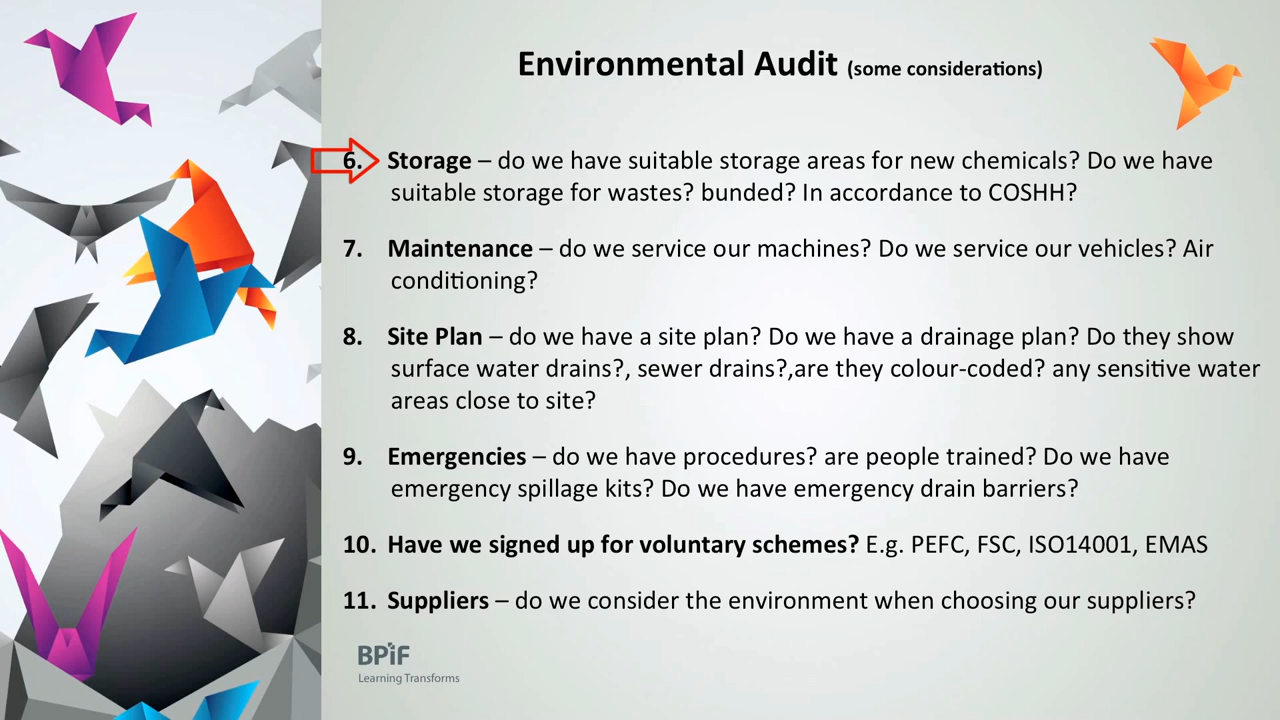 Environmental Audit (some considerations)
6. Storage – do we have suitable storage areas for new chemicals? Do we have
suitable storage for wastes? bunded? In accordance to COSHH?
7. Maintenance – do we service our machines? Do we service our vehicles? Air
conditioning?
8. Site Plan – do we have a site plan? Do we have a drainage plan? Do they show
surface water drains?, sewer drains?,are they colour-coded? any sensitive water
areas close to site?
9. Emergencies – do we have procedures? are people trained? Do we have
emergency spillage kits? Do we have emergency drain barriers?
10. Have we signed up for voluntary schemes? E.g. PEFC, FSC, ISO14001, EMAS
11. Suppliers – do we consider the environment when choosing our suppliers?
BPiF
Learning Transforms